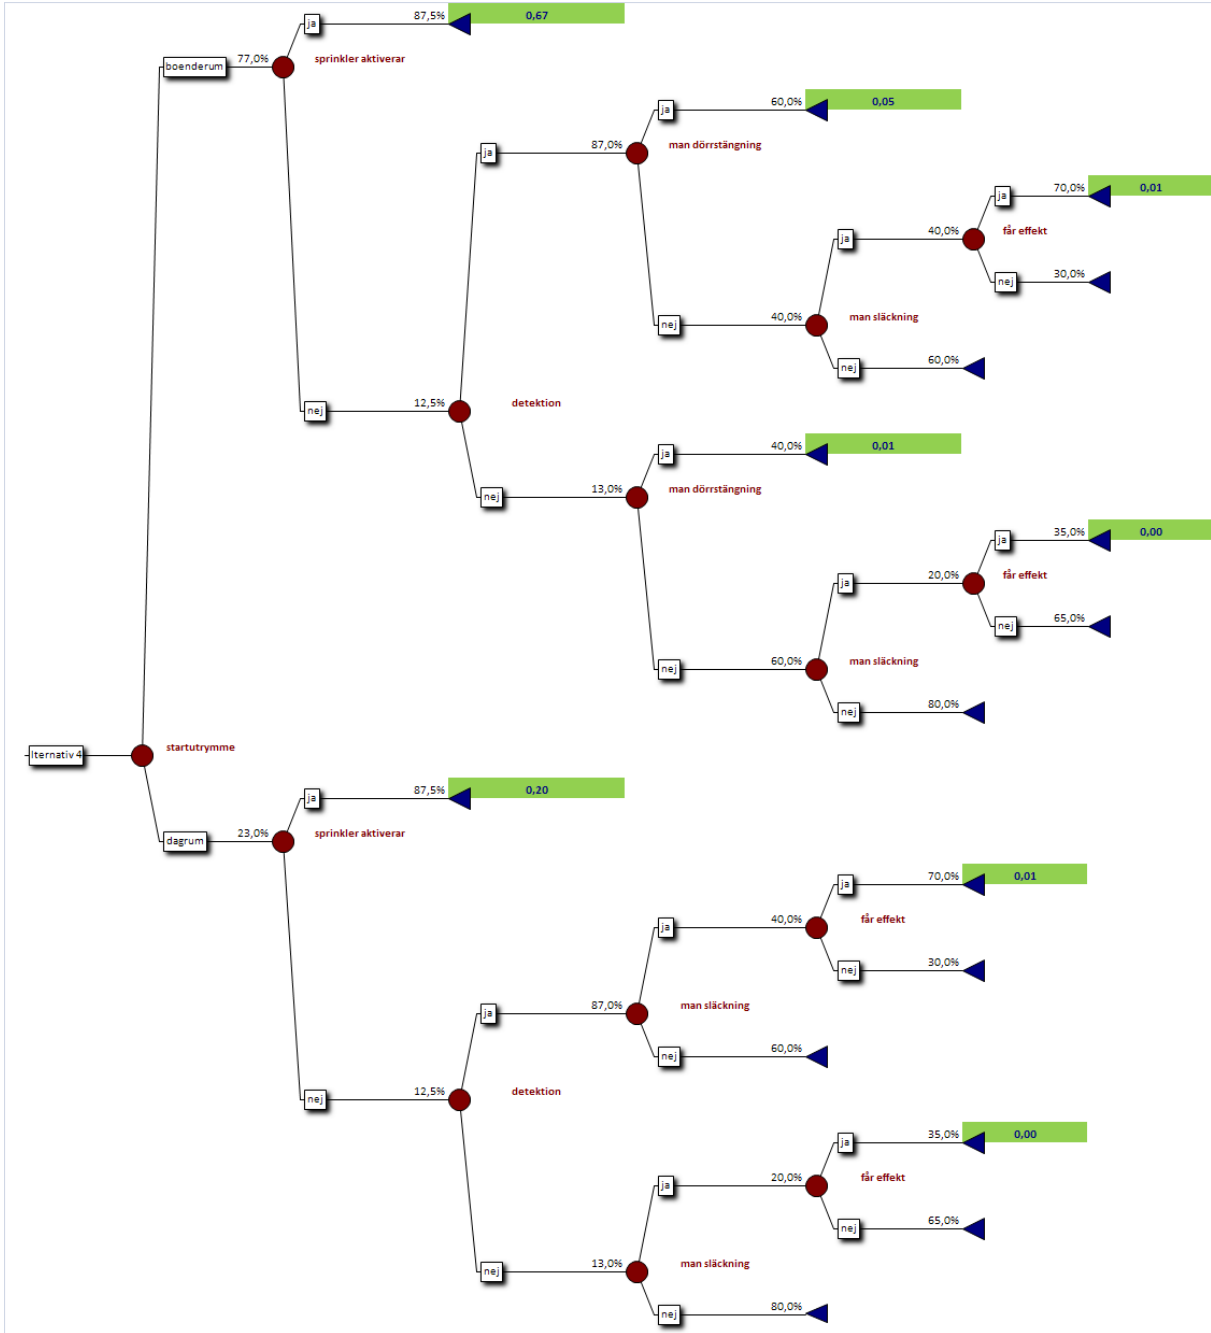 87,5% 0,67
ja
sprinkler aktiverar
boenderum 77,0%
60,0% 0,05
ja
87,0% man dörrstängning
ja
70,0% 0,01
ja
40,0% får effekt
ja
30,0%
nej
40,0% man släckning
nej
60,0%
nej
12,5% detektion
nej
40,0% 0,01
ja
13,0% man dörrstängning
nej
35,0% 0,00
ja
20,0% får effekt
ja
65,0%
nej
60,0% man släckning
nej
80,0%
nej
lternativ 4 startutrymme
87,5% 0,20
ja
sprinkler aktiverar
dagrum 23,0%
70,0% 0,01
ja
40,0% får effekt
ja
30,0%
nej
87,0% man släckning
ja
60,0%
nej
12,5% detektion
nej
35,0% 0,00
ja
20,0% får effekt
ja
65,0%
nej
13,0% man släckning
nej
80,0%
nej